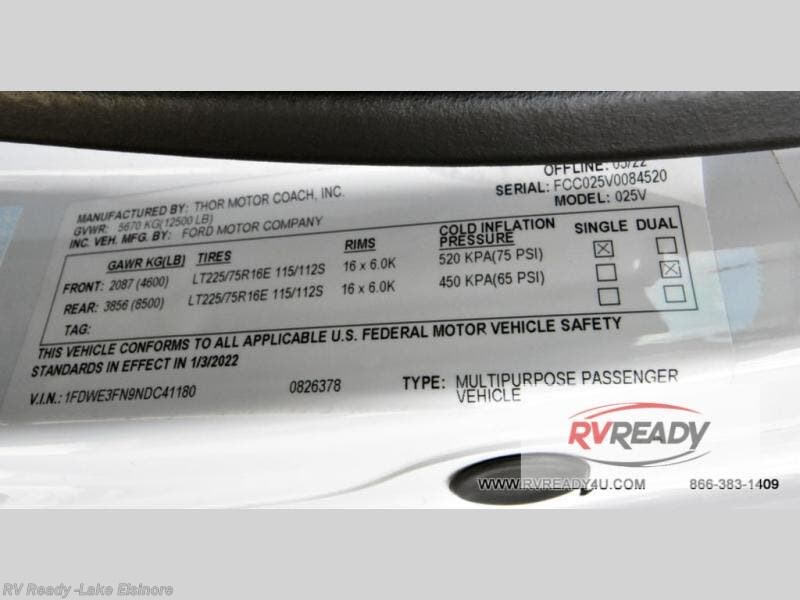 OFFLINE: 05/22
MANUFACTURED BY: THOR MOTOR COACH, INC.
SERIAL: FCC025V0084520
GVWR: 5670 KG(12500 LB)
MODEL: 025V
INC. VEH. MFG. BY: FORD MOTOR COMPANY
GAWR KG(LB) TIRES RIMS COLD INFLATION PRESSURE SINGLE DUAL
FRONT: 2087 (4600) LT225/75R16E 115/112S 16 x 6.0K 520 KPA(75 PSI)
REAR: 3856 (8500) LT225/75R16E 115/112S 16 x 6.0K 450 KPA(65 PSI)
TAG:
THIS VEHICLE CONFORMS TO ALL APPLICABLE U.S. FEDERAL MOTOR VEHICLE SAFETY
STANDARDS IN EFFECT IN 1/3/2022
V.I.N.: 1FDWE3FN9NDC41180 0826378 TYPE: MULTIPURPOSE PASSENGER
VEHICLE
RVREADY
WWW.RVREADY4U.COM 866-383-1409
RV Ready -Lake Elsinore